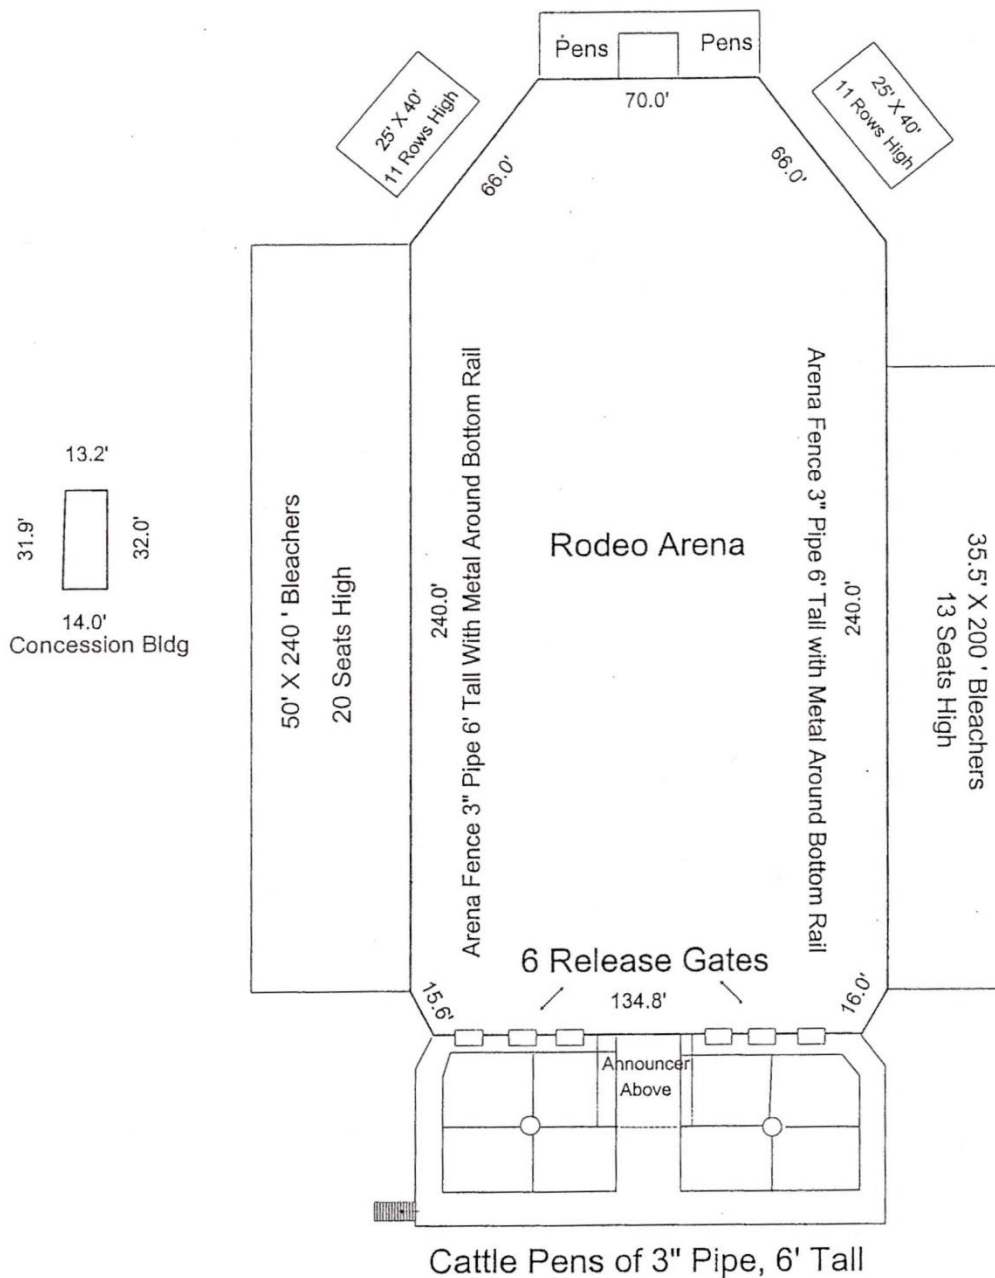 Pens
Pens
70.0'
25' X 40'
11 Rows High
25' X 40'
11 Rows High
66.0'
66.0'
13.2'
31.9'
32.0'
14.0'
Concession Bldg
50' X 240 ' Bleachers
20 Seats High
240.0'
Arena Fence 3" Pipe 6' Tall With Metal Around Bottom Rail
Rodeo Arena
Arena Fence 3" Pipe 6' Tall with Metal Around Bottom Rail
240.0'
35.5' X 200 ' Bleachers
13 Seats High
6 Release Gates
15.6'
134.8'
16.0'
Announcer
Above
Cattle Pens of 3" Pipe, 6' Tall